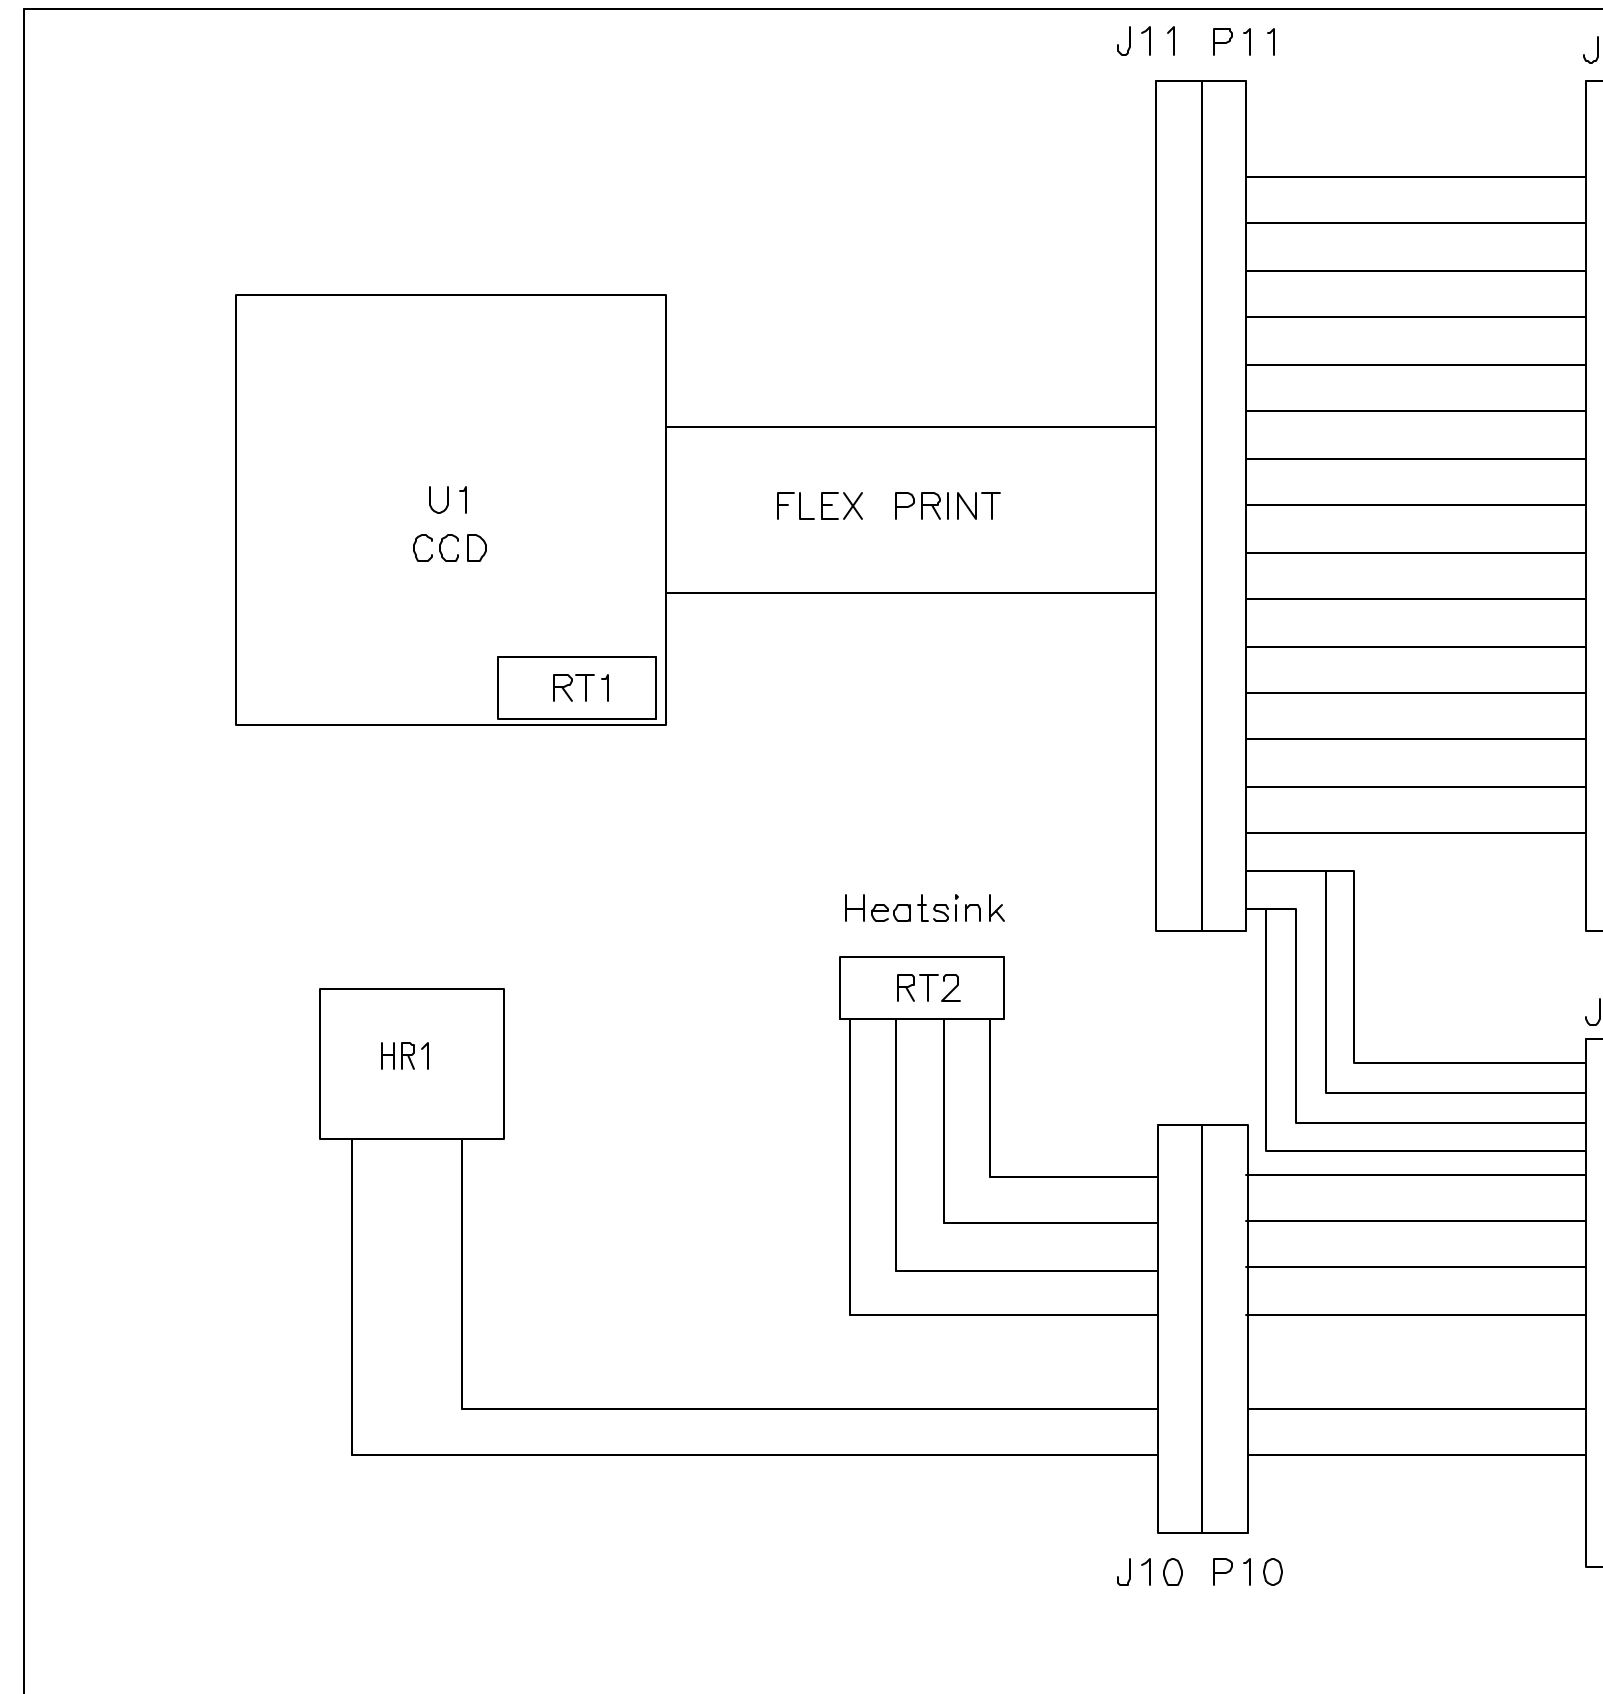 J11 P11
J
U1
CCD
FLEX PRINT
RT1
Heatsink
RT2
J
HR1
J10 P10